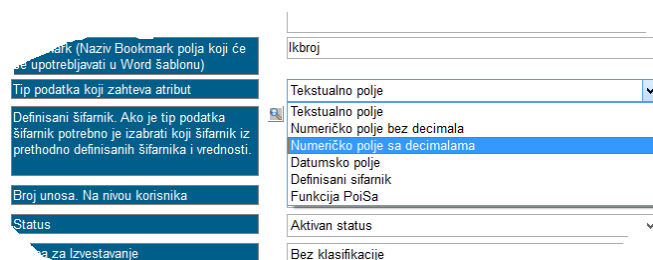 (Naziv Bookmark polja koji će
Ikbroj
upotrebljavati u Word šablonu)
Tip podatka koji zahteva atribut
Tekstualno polje
Definisani šifarnik. Ako je tip podatka
šifarnik potrebno je izabrati koji šifarnik iz
prethodno definisanih šifarnika i vrednosti.
Tekstualno polje
Numeričko polje bez decimala
Numeričko polje sa decimalama
Datumsko polje
Definisani sifarnik
Funkcija PoiSa
Broj unosa. Na nivou korisnika
Status
Aktivan status
za Izvestavanje
Bez klasifikacije